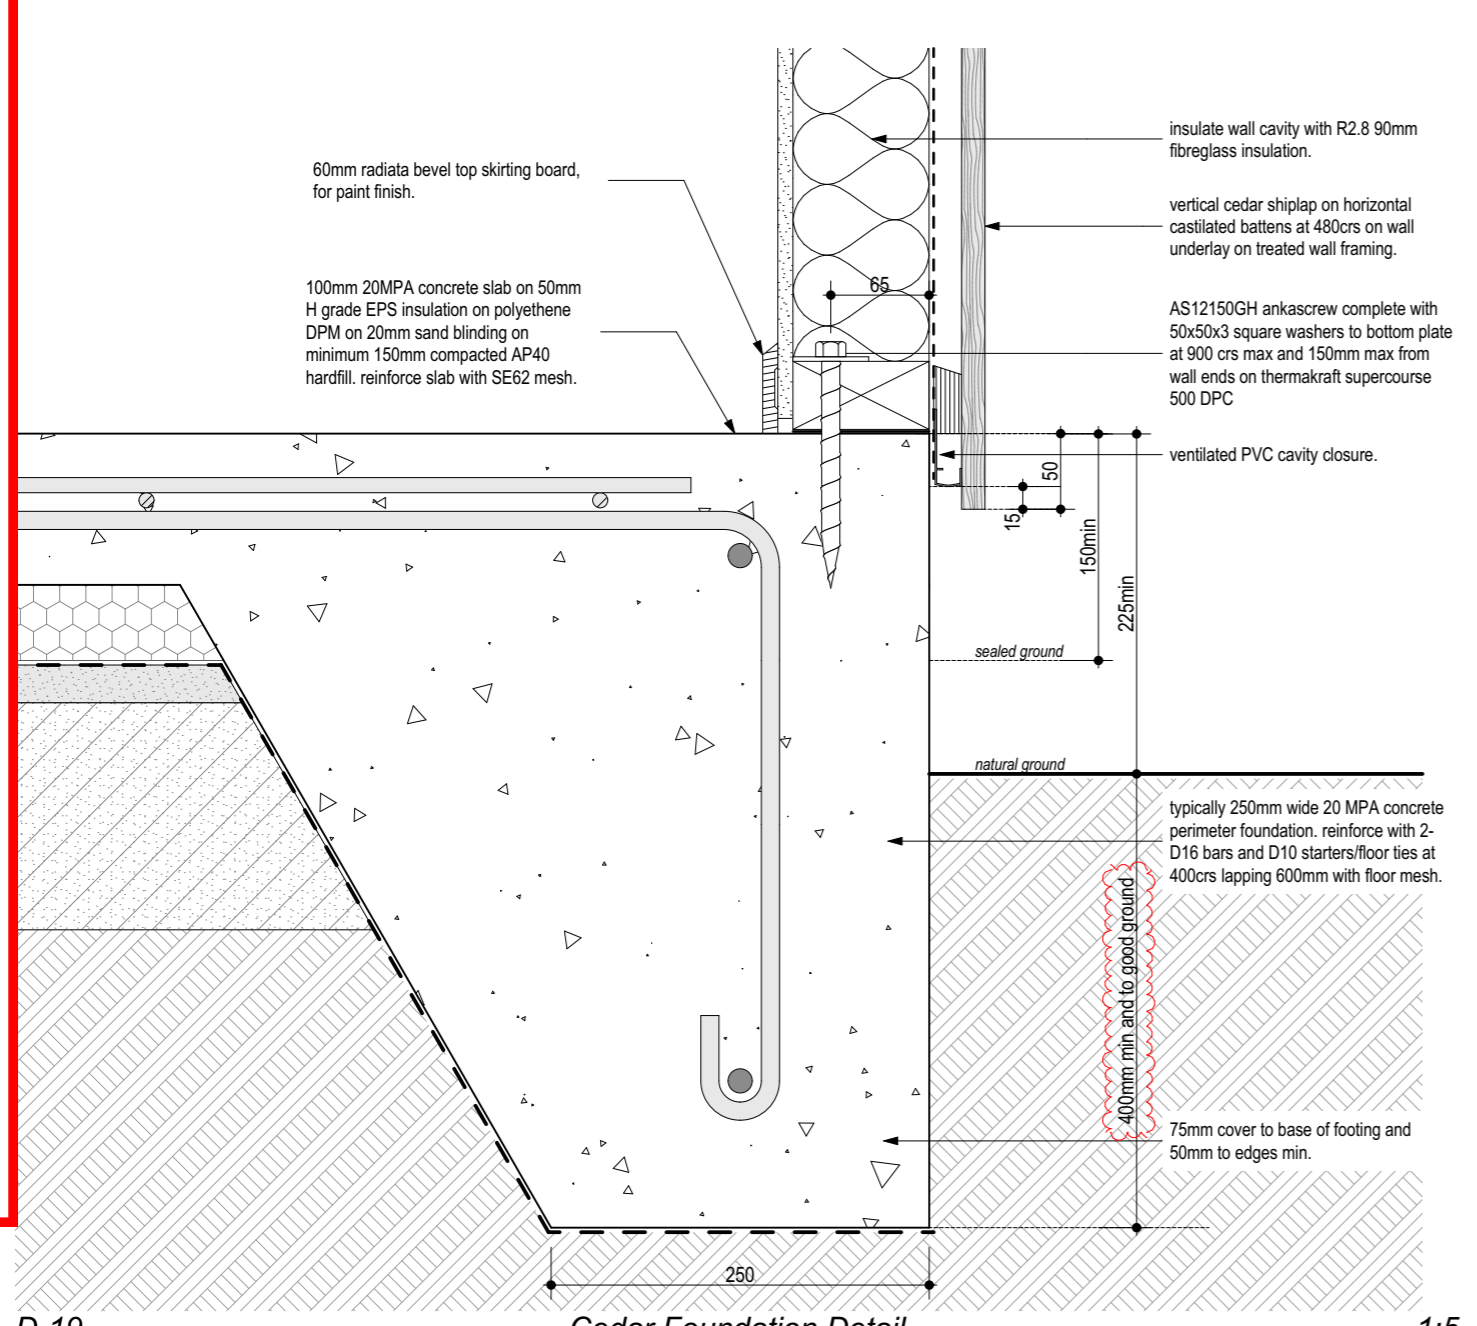 insulate wall cavity with R2.8 90mm
fibreglass insulation.
60mm radiata bevel top skirting board,
for paint finish.
vertical cedar shiplap on horizontal
castilated battens at 480crs on wall
underlay on treated wall framing.
100mm 20MPA concrete slab on 50mm
H grade EPS insulation on polyethene
DPM on 20mm sand blinding on
minimum 150mm compacted AP40
hardfill. reinforce slab with SE62 mesh.
65
AS12150GH ankascrew complete with
50x50x3 square washers to bottom plate
at 900 crs max and 150mm max from
wall ends on thermakraft supercourse
500 DPC
ventilated PVC cavity closure.
50
15
150min
225min
sealed ground
natural ground
typically 250mm wide 20 MPA concrete
perimeter foundation. reinforce with 2-
D16 bars and D10 starters/floor ties at
400crs lapping 600mm with floor mesh.
400mm min and to good ground
75mm cover to base of footing and
50mm to edges min.
250
D-19
Cedar Foundation Detail
1:5